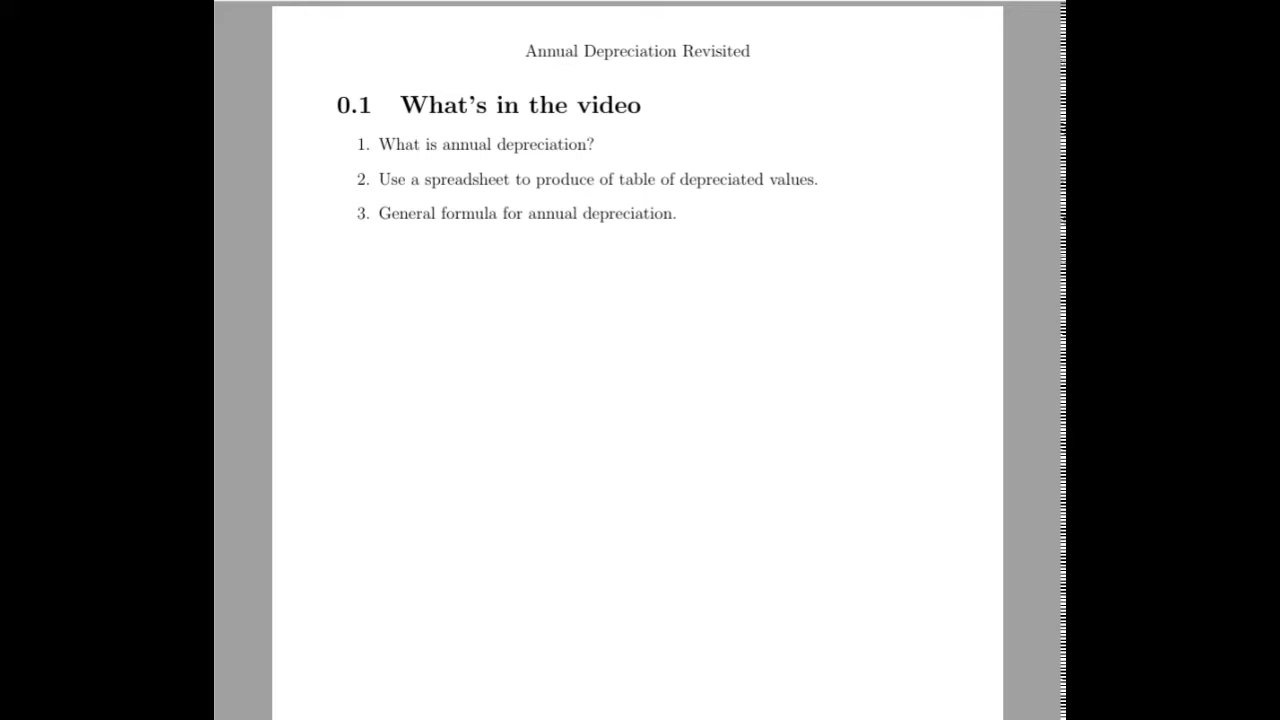 Annual Depreciation Revisited
0.1 What's in the video
1. What is annual depreciation?
2. Use a spreadsheet to produce of table of depreciated values.
3. General formula for annual depreciation.